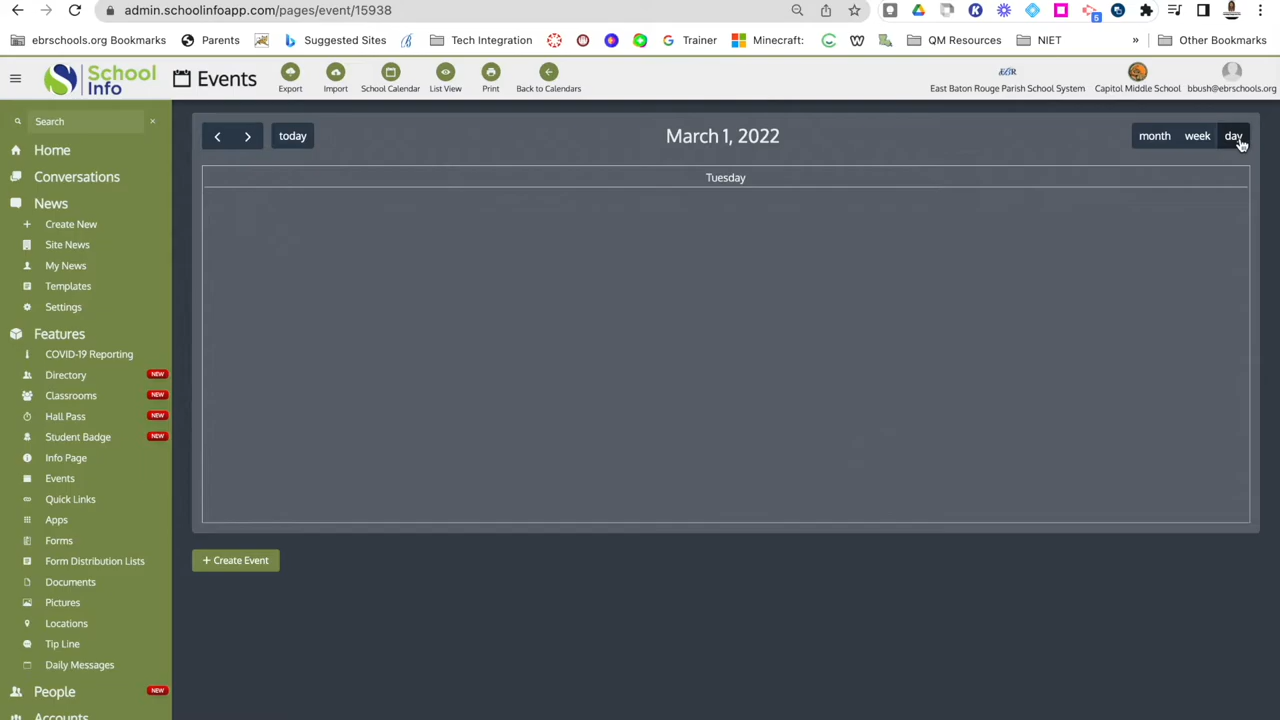 admin.schoolinfoapp.com/pages/event/15938
ebrschools.org Bookmarks
Parents
Suggested Sites
Tech Integration
Trainer
Minecraft:
QM Resources
NIET
»
Other Bookmarks
5
School Info
Events
Export
Import
School Calendar
List View
Print
Back to Calendars
East Baton Rouge Parish School System
Capitol Middle School
bbush@ebrschools.org
Search
Home
Conversations
News
Create New
Site News
My News
Templates
Settings
Features
COVID-19 Reporting
Directory NEW
Classrooms NEW
Hall Pass NEW
Student Badge NEW
Info Page
Events
Quick Links
Apps
Forms
Form Distribution Lists
Documents
Pictures
Locations
Tip Line
Daily Messages
People NEW
Accounts
today
March 1, 2022
month week day
Tuesday
+ Create Event